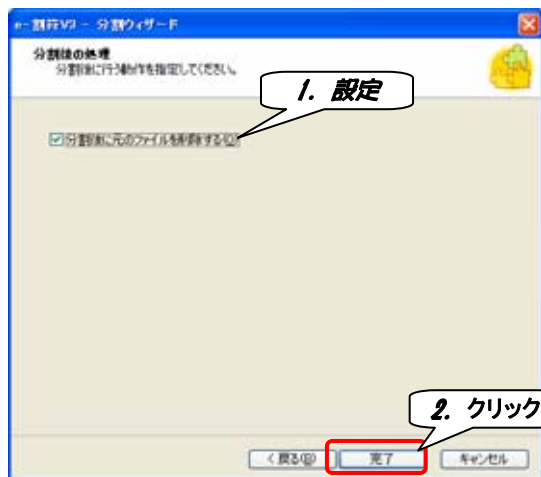 e-割符V2 - 分割ウィザード
分割後の処理
分割後に行う動作を指定してください。
1. 設定
分割後に元のファイルを削除する(D)
2. クリック
< 戻る(B)
完了
キャンセル